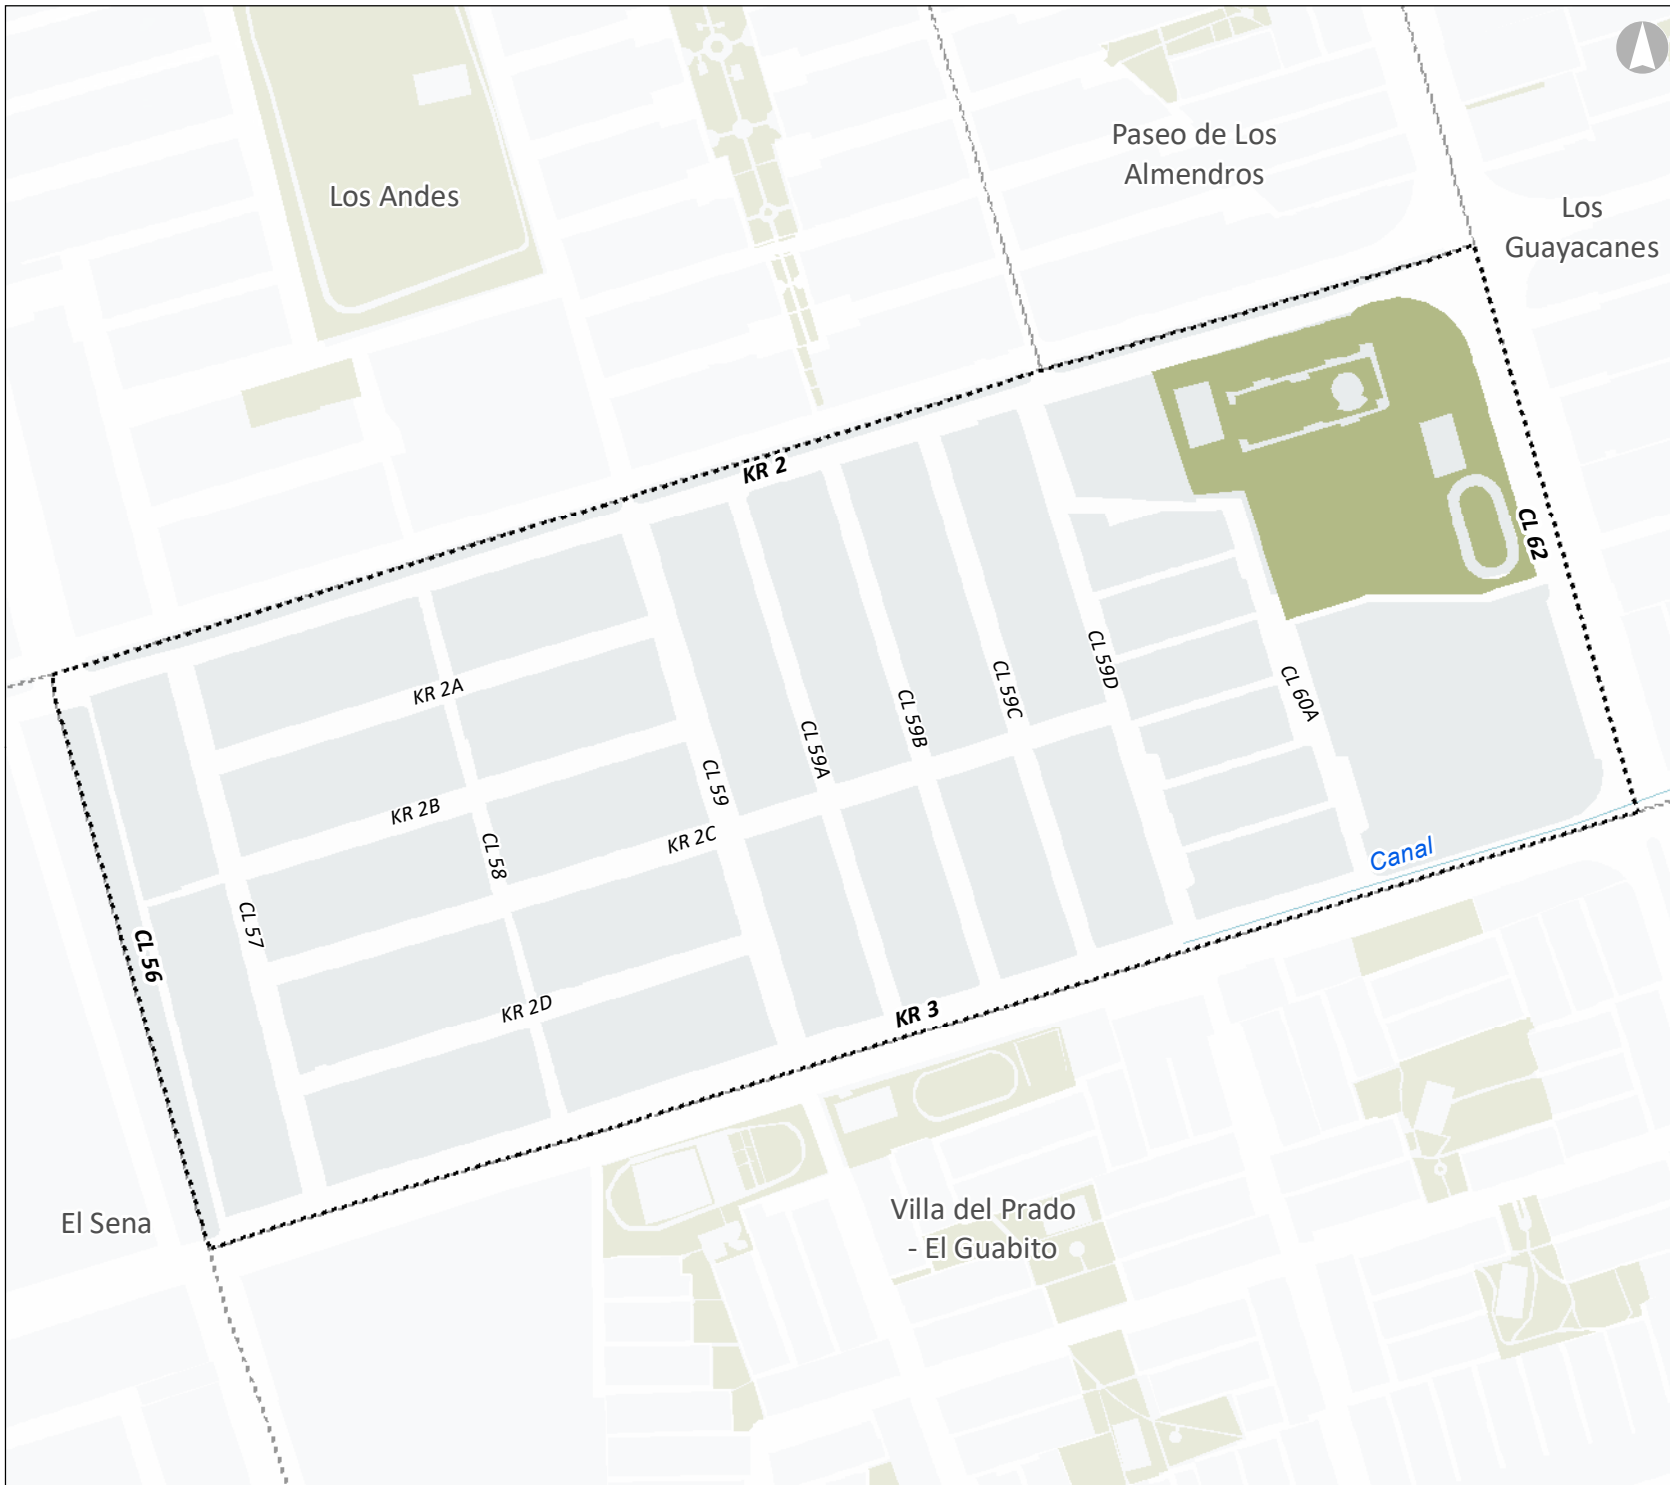 Paseo de Los
Almendros
Los Andes
Los
Guayacanes
KR 2
CL 62
KR 2A
CL 59D
CL 59C
CL 60A
CL 59B
CL 59A
CL 59
KR 2B
KR 2C
CL 58
Canal
CL 57
CL 56
KR 2D
KR 3
El Sena
Villa del Prado
- El Guabito